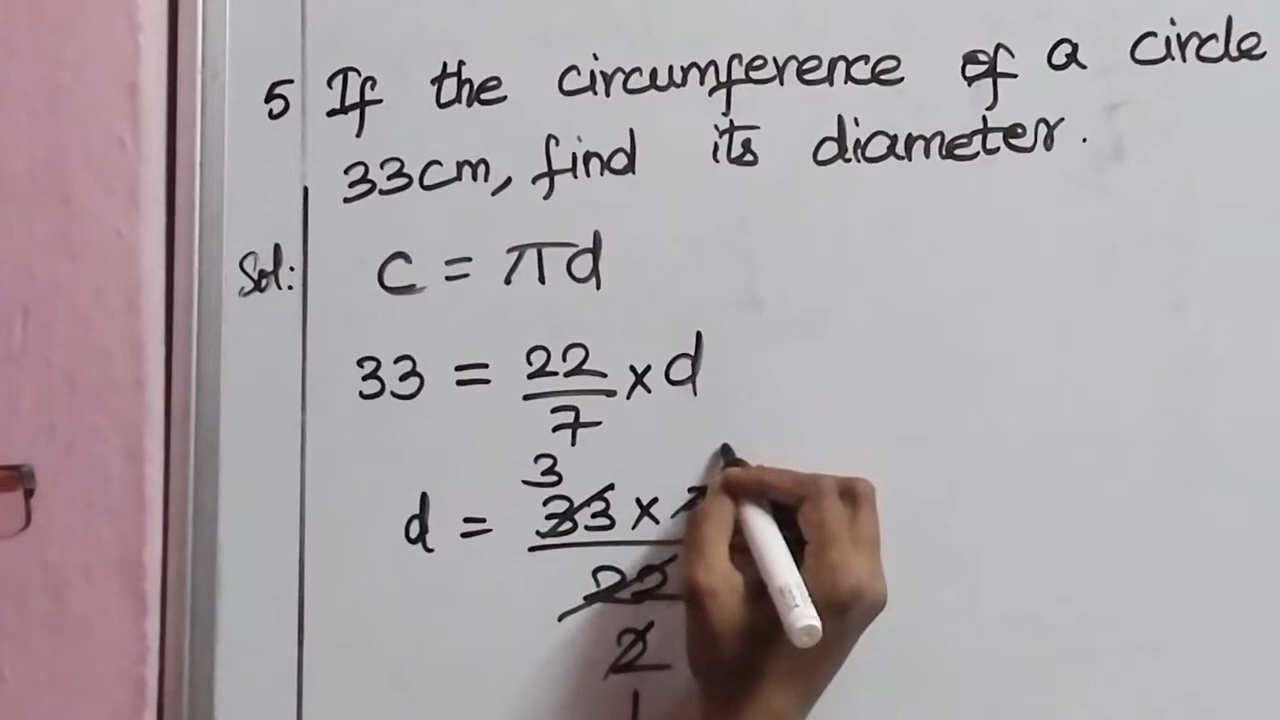 5 If the circumference of a circle
33cm, find its diameter.
Sol: C = πd
33 = 22/7 × d
3
d = 33 ×
22
2
1